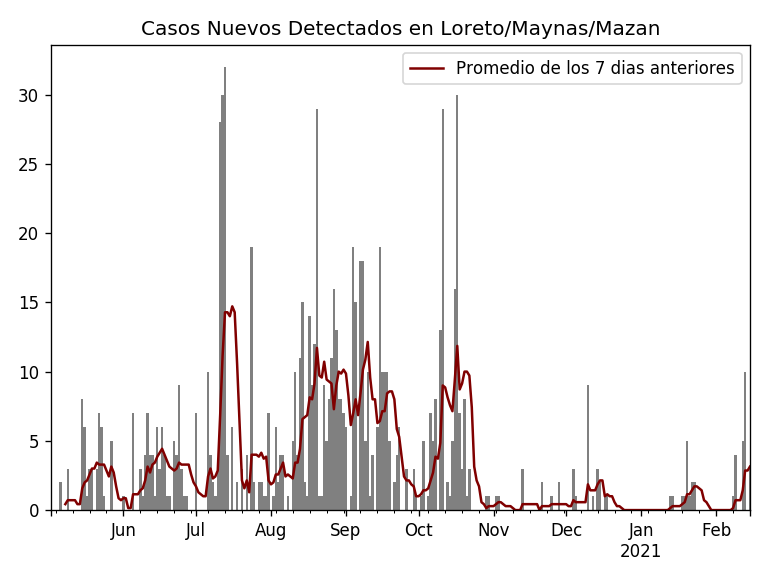 Casos Nuevos Detectados en Loreto/Maynas/Mazan
Promedio de los 7 dias anteriores
30
25
20
15
10
5
0
Jun Jul Aug Sep Oct Nov Dec Jan Feb
2021